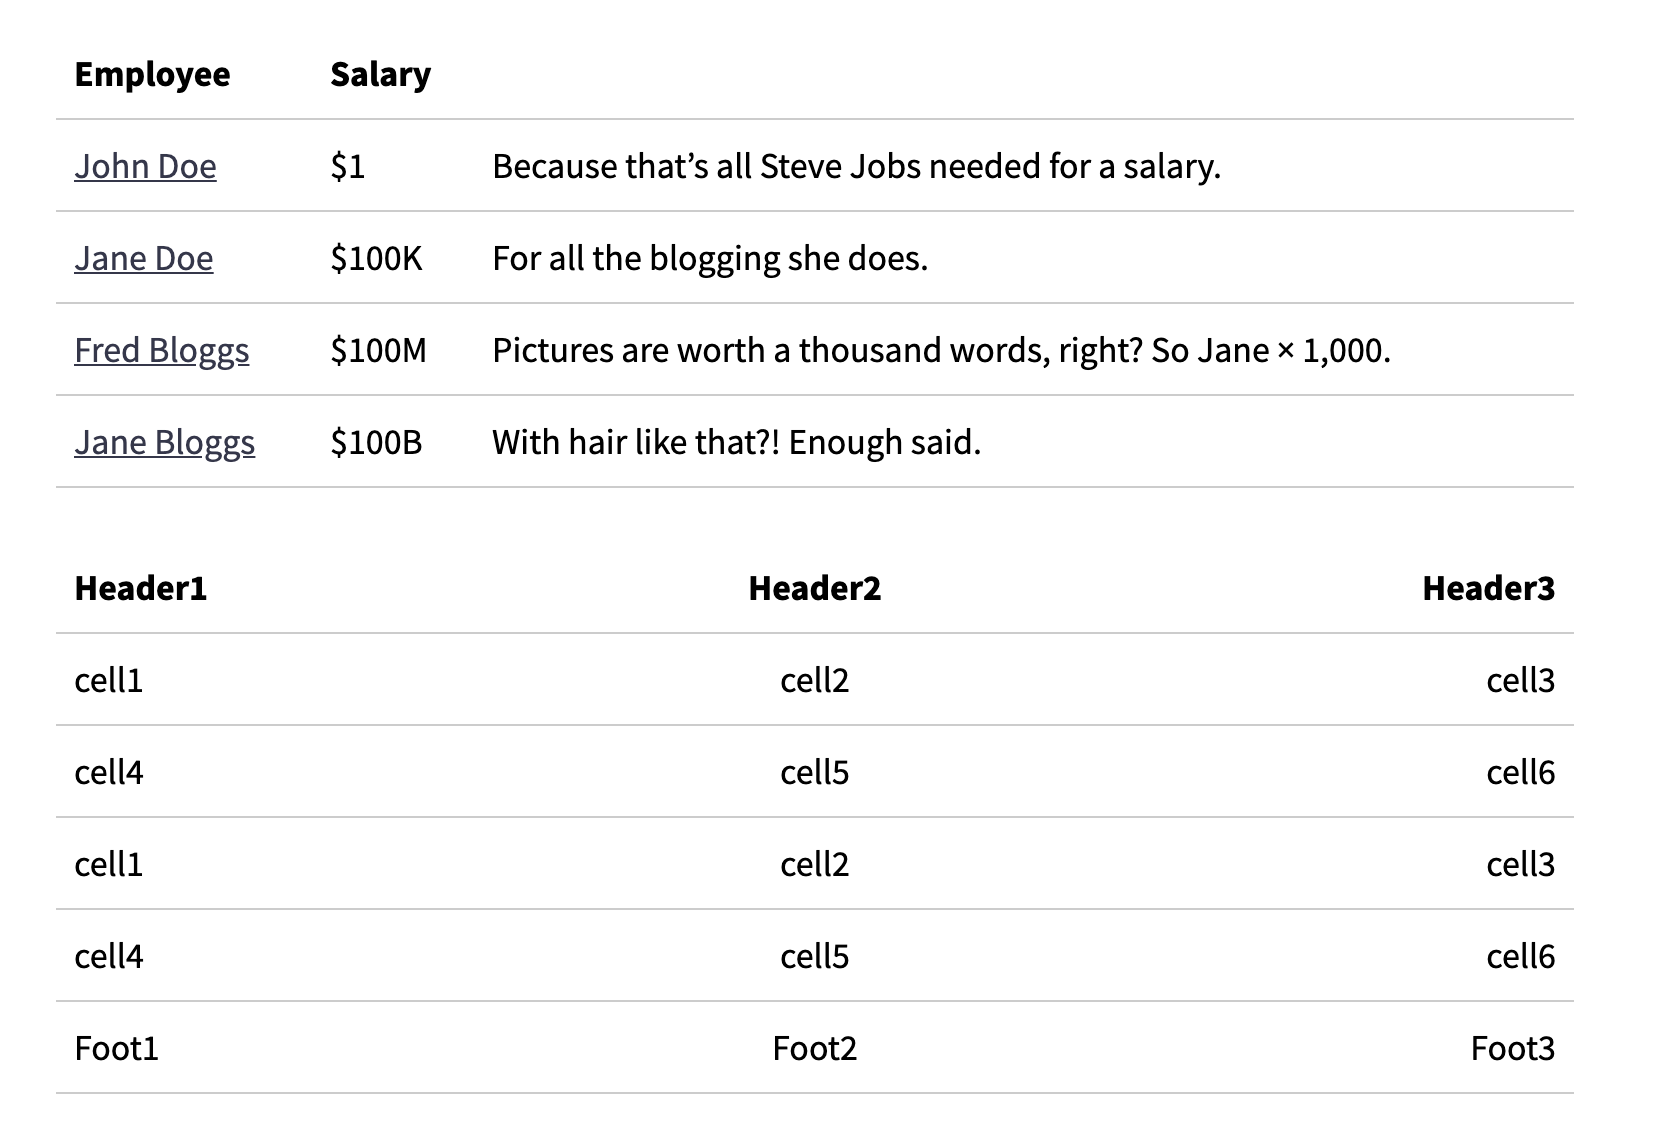 Employee Salary
John Doe $1 Because that’s all Steve Jobs needed for a salary.
Jane Doe $100K For all the blogging she does.
Fred Bloggs $100M Pictures are worth a thousand words, right? So Jane × 1,000.
Jane Bloggs $100B With hair like that?! Enough said.
Header1 Header2 Header3
cell1 cell2 cell3
cell4 cell5 cell6
cell1 cell2 cell3
cell4 cell5 cell6
Foot1 Foot2 Foot3